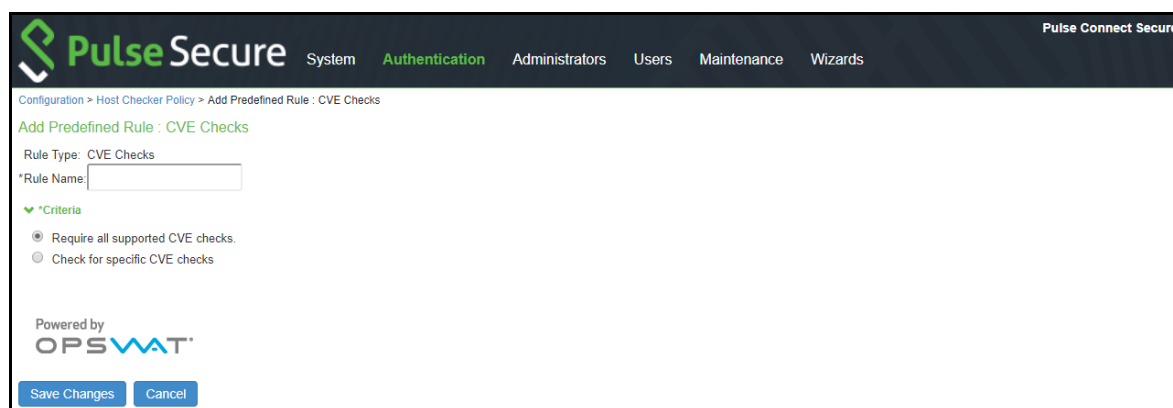 Pulse Connect Secure
Pulse Secure System Authentication Administrators Users Maintenance Wizards
Configuration > Host Checker Policy > Add Predefined Rule : CVE Checks
Add Predefined Rule : CVE Checks
Rule Type: CVE Checks
*Rule Name:
*Criteria
Require all supported CVE checks.
Check for specific CVE checks
Powered by
OPSWAT
Save Changes Cancel